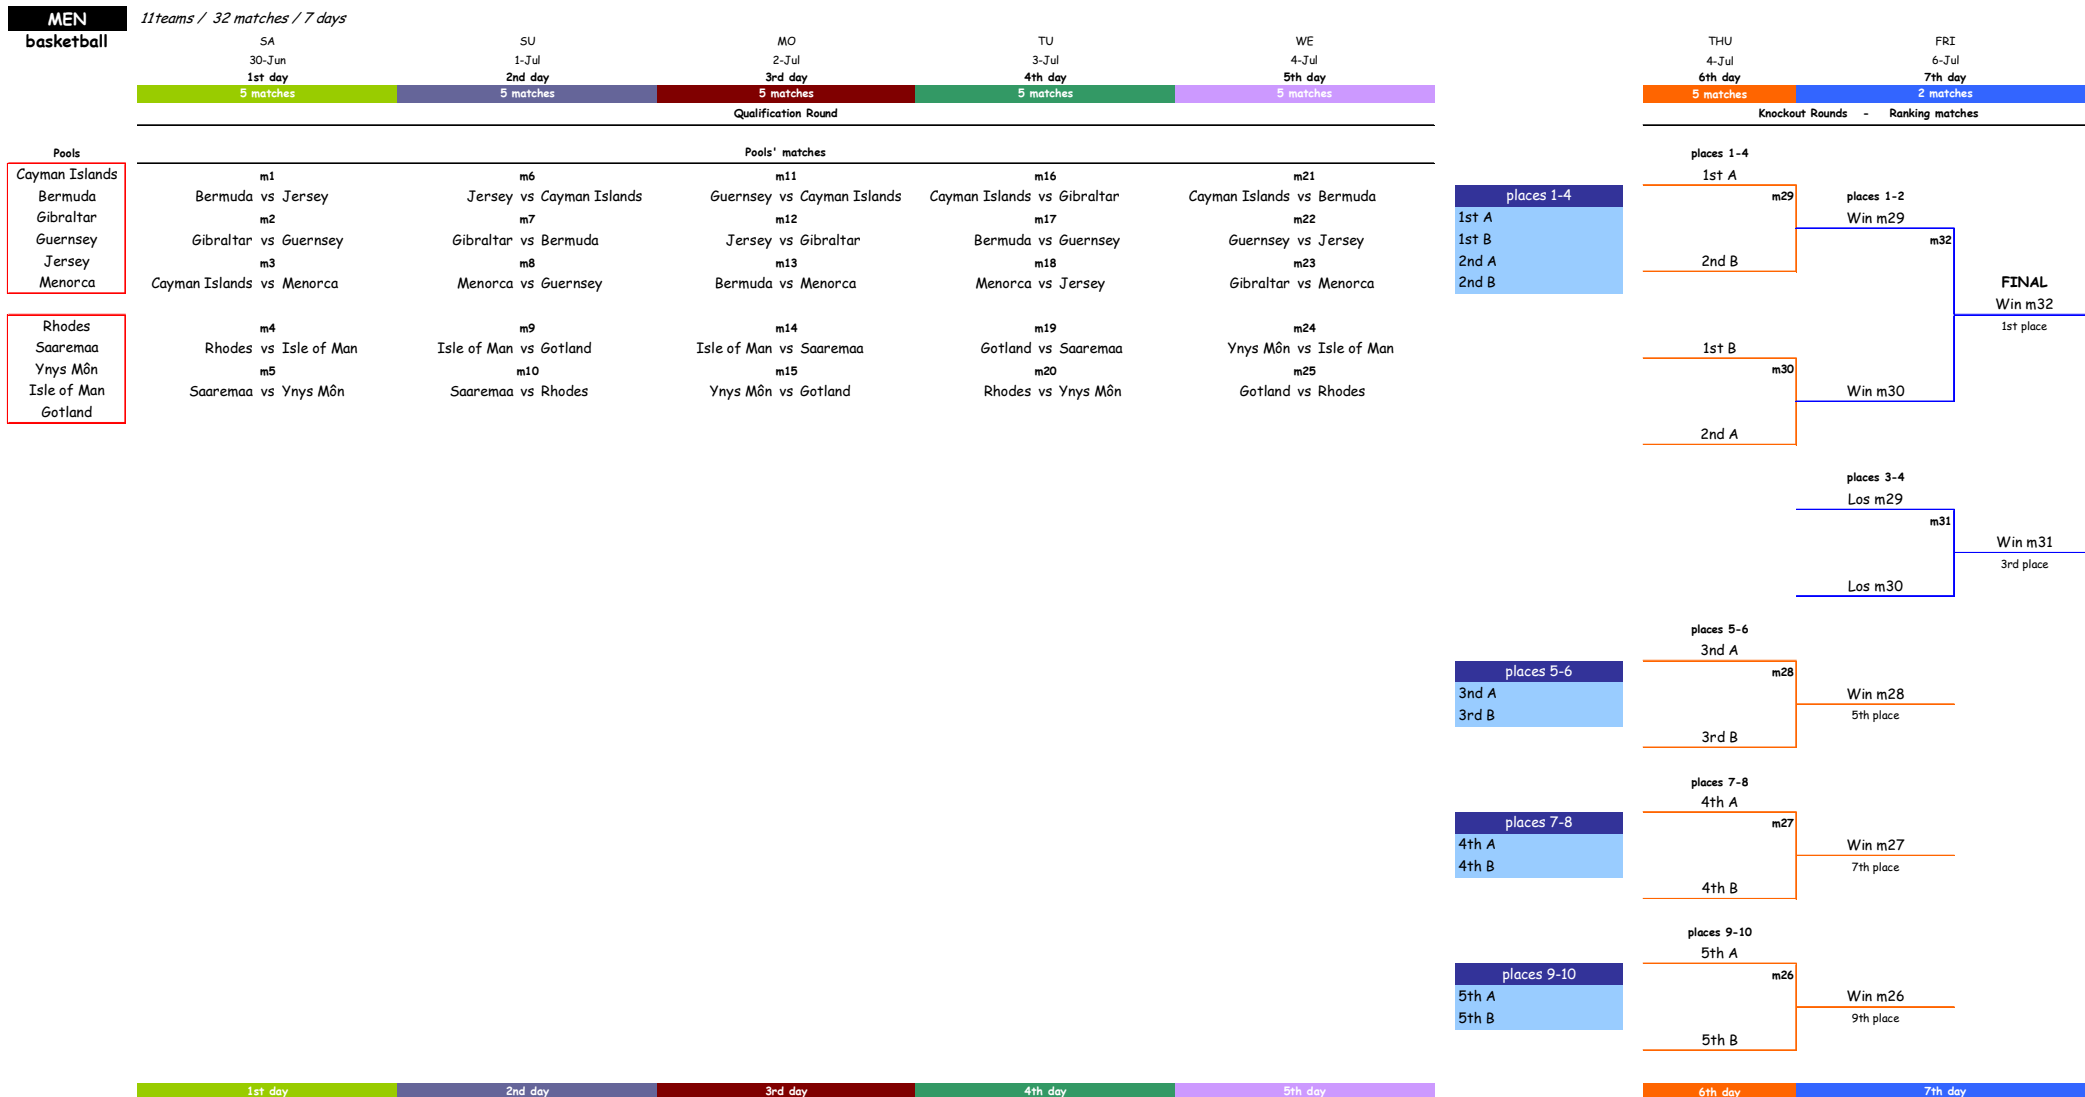 MEN 11teams / 32 matches / 7 days
basketball
SA SU MO TU WE THU FRI
30-Jun 1-Jul 2-Jul 3-Jul 4-Jul 4-Jul 6-Jul
1st day 2nd day 3rd day 4th day 5th day 6th day 7th day
5 matches 5 matches 5 matches 5 matches 5 matches 5 matches 2 matches
Qualification Round Knockout Rounds - Ranking matches
Pools Pools' matches places 1-4
Cayman Islands m1 m6 m11 m16 m21 1st A
Bermuda Bermuda vs Jersey Jersey vs Cayman Islands Guernsey vs Cayman Islands Cayman Islands vs Gibraltar Cayman Islands vs Bermuda places 1-4 m29 places 1-2
Gibraltar m2 m7 m12 m17 m22 1st A Win m29
Guernsey Gibraltar vs Guernsey Gibraltar vs Bermuda Jersey vs Gibraltar Bermuda vs Guernsey Guernsey vs Jersey 1st B m32
Jersey m3 m8 m13 m18 m23 2nd A 2nd B
Menorca Cayman Islands vs Menorca Menorca vs Guernsey Bermuda vs Menorca Menorca vs Jersey Gibraltar vs Menorca 2nd B FINAL
Win m32
Rhodes m4 m9 m14 m19 m24 1st place
Saaremaa Rhodes vs Isle of Man Isle of Man vs Gotland Isle of Man vs Saaremaa Gotland vs Saaremaa Ynys Môn vs Isle of Man 1st B
Ynys Môn m5 m10 m15 m20 m25 m30
Isle of Man Saaremaa vs Ynys Môn Saaremaa vs Rhodes Ynys Môn vs Gotland Rhodes vs Ynys Môn Gotland vs Rhodes Win m30
Gotland
2nd A
places 3-4
Los m29
m31
Win m31
3rd place
Los m30
places 5-6
3nd A
places 5-6 m28
3nd A Win m28
3rd B 5th place
3rd B
places 7-8
4th A
places 7-8 m27
4th A Win m27
4th B 7th place
4th B
places 9-10
5th A
places 9-10 m26
5th A Win m26
5th B 9th place
5th B
1st day 2nd day 3rd day 4th day 5th day 6th day 7th day